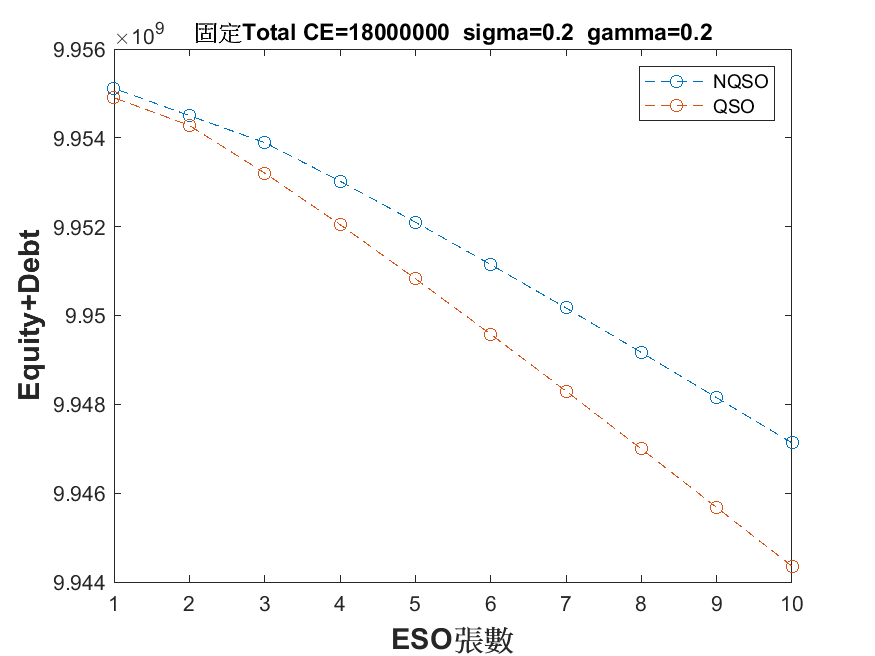 固定Total CE=18000000 sigma=0.2 gamma=0.2
×10⁹
NQSO
QSO
9.956
9.954
9.952
9.95
9.948
9.946
9.944
Equity+Debt
1 2 3 4 5 6 7 8 9 10
ESO張數